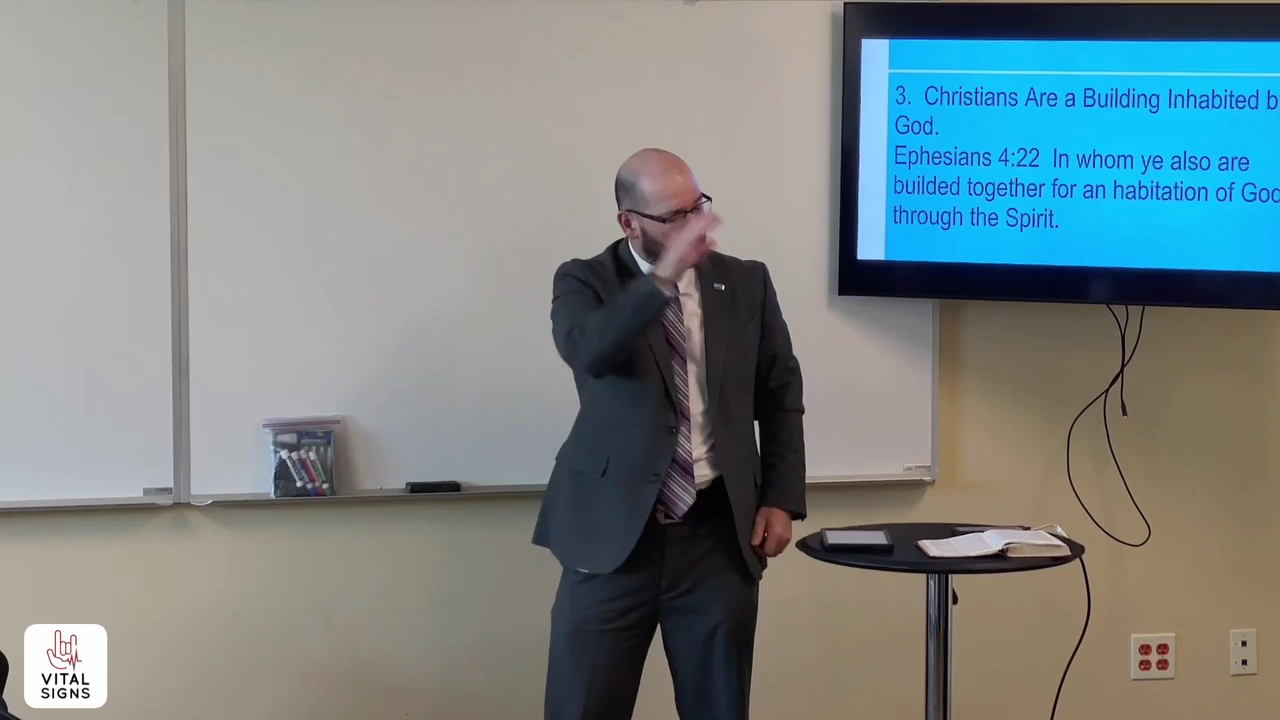 3. Christians Are a Building Inhabited b
God.
Ephesians 4:22 In whom ye also are
builded together for an habitation of God
through the Spirit.
VITAL
SIGNS